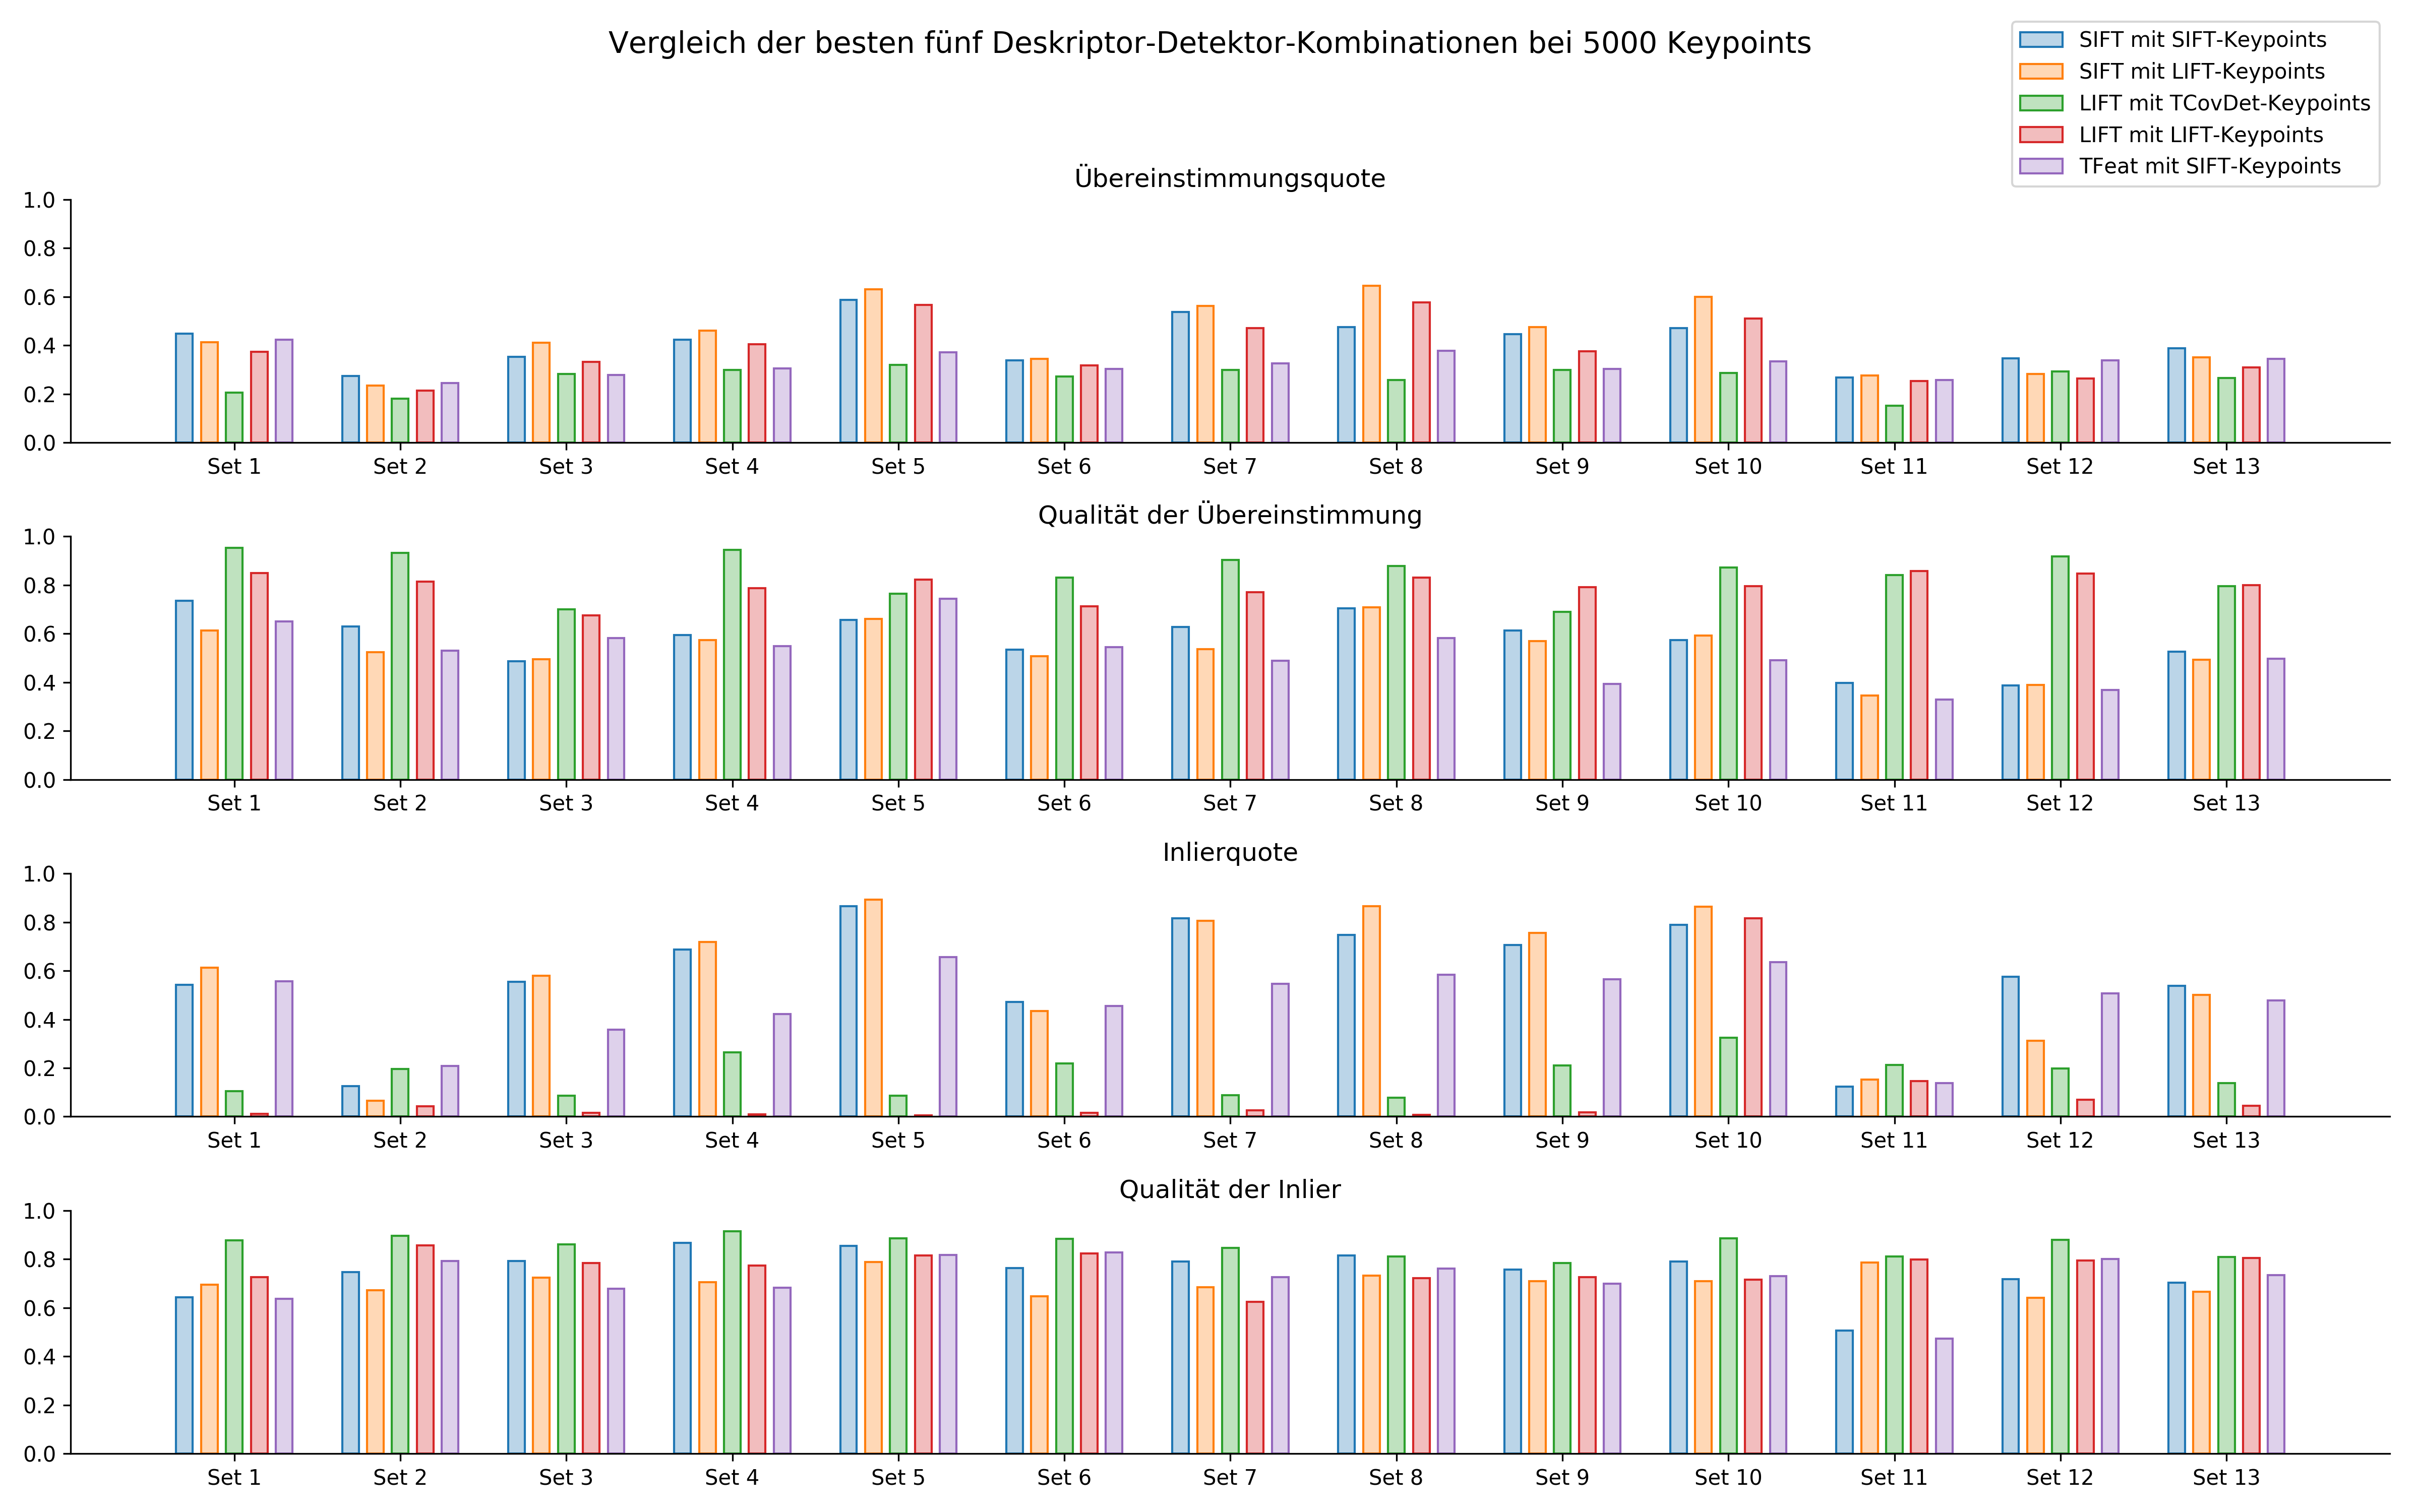 Vergleich der besten fünf Deskriptor-Detektor-Kombinationen bei 5000 Keypoints
SIFT mit SIFT-Keypoints
SIFT mit LIFT-Keypoints
LIFT mit TCovDet-Keypoints
LIFT mit LIFT-Keypoints
TFeat mit SIFT-Keypoints
Übereinstimmungsquote
1.0
0.8
0.6
0.4
0.2
0.0
Set 1 Set 2 Set 3 Set 4 Set 5 Set 6 Set 7 Set 8 Set 9 Set 10 Set 11 Set 12 Set 13
Qualität der Übereinstimmung
1.0
0.8
0.6
0.4
0.2
0.0
Set 1 Set 2 Set 3 Set 4 Set 5 Set 6 Set 7 Set 8 Set 9 Set 10 Set 11 Set 12 Set 13
Inlierquote
1.0
0.8
0.6
0.4
0.2
0.0
Set 1 Set 2 Set 3 Set 4 Set 5 Set 6 Set 7 Set 8 Set 9 Set 10 Set 11 Set 12 Set 13
Qualität der Inlier
1.0
0.8
0.6
0.4
0.2
0.0
Set 1 Set 2 Set 3 Set 4 Set 5 Set 6 Set 7 Set 8 Set 9 Set 10 Set 11 Set 12 Set 13